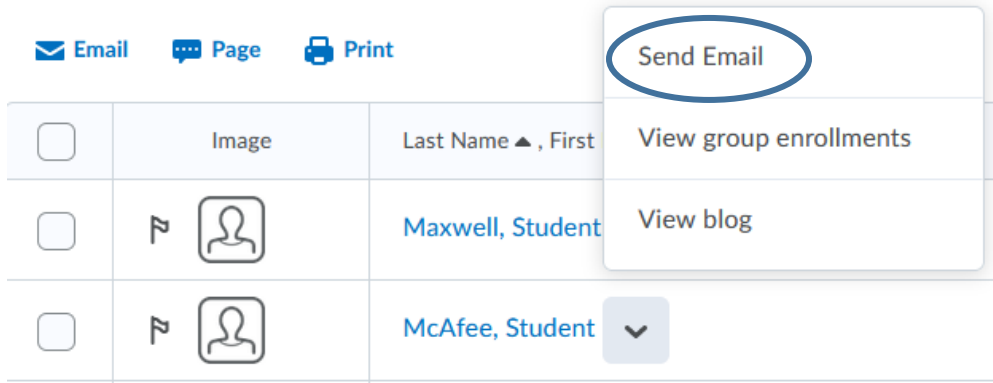 Email Page Print
Send Email
View group enrollments
View blog
Image Last Name ▲ , First
Maxwell, Student
McAfee, Student